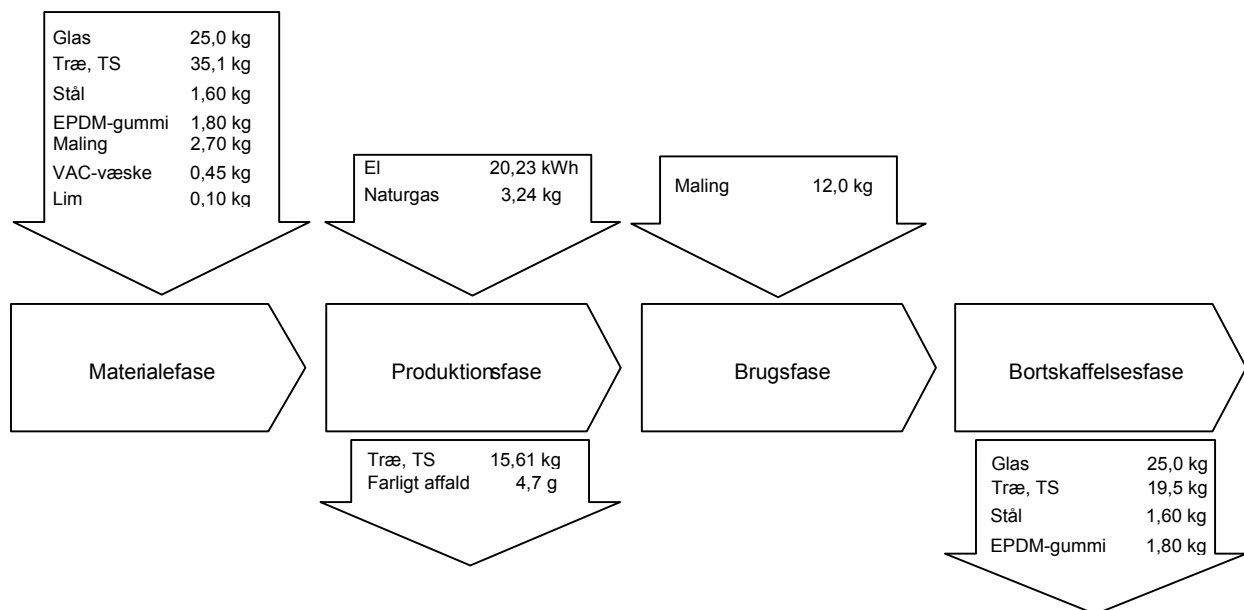 Glas 25,0 kg
Træ, TS 35,1 kg
Stål 1,60 kg
EPDM-gummi 1,80 kg
Maling 2,70 kg
VAC-væske 0,45 kg
Lim 0,10 kg
El 20,23 kWh
Naturgas 3,24 kg
Maling 12,0 kg
Materialefase
Produktionsfase
Brugsfase
Bortskaffelsesfase
Træ, TS 15,61 kg
Farligt affald 4,7 g
Glas 25,0 kg
Træ, TS 19,5 kg
Stål 1,60 kg
EPDM-gummi 1,80 kg